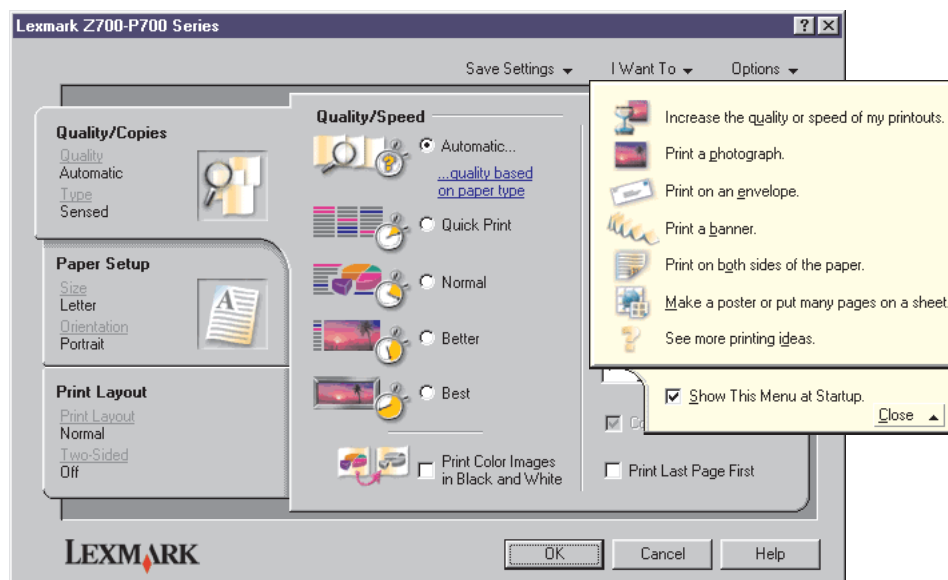 Lexmark Z700-P700 Series
Save Settings
I Want To
Options
Quality/Copies
Quality
Automatic
Type
Sensed
Paper Setup
Size
Letter
Orientation
Portrait
Print Layout
Print Layout
Normal
Two-Sided
Off
Quality/Speed
Automatic...
...quality based
on paper type
Quick Print
Normal
Better
Best
Print Color Images
in Black and White
Increase the quality or speed of my printouts.
Print a photograph.
Print on an envelope.
Print a banner.
Print on both sides of the paper.
Make a poster or put many pages on a sheet
See more printing ideas.
Show This Menu at Startup.
Close
Print Last Page First
LEXMARK
OK
Cancel
Help